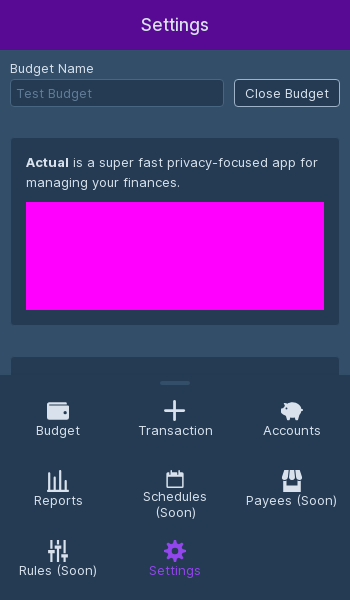 Settings
Budget Name
Test Budget
Close Budget
Actual is a super fast privacy-focused app for
managing your finances.
Budget
Transaction
Accounts
Reports
Schedules
(Soon)
Payees (Soon)
Rules (Soon)
Settings